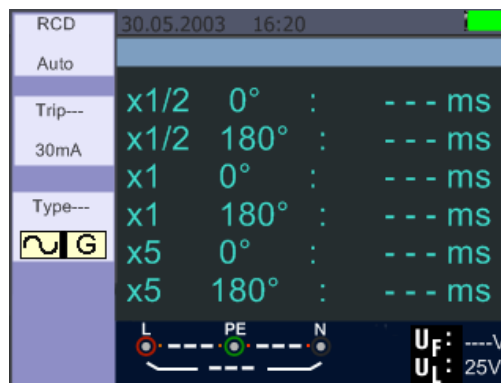 RCD
30.05.2003 16:20
Auto
Trip---
30mA
Type---
G
x1/2 0° : - - - ms
x1/2 180° : - - - ms
x1 0° : - - - ms
x1 180° : - - - ms
x5 0° : - - - ms
x5 180° : - - - ms
L PE N
---
UF: ----V
UL: 25V